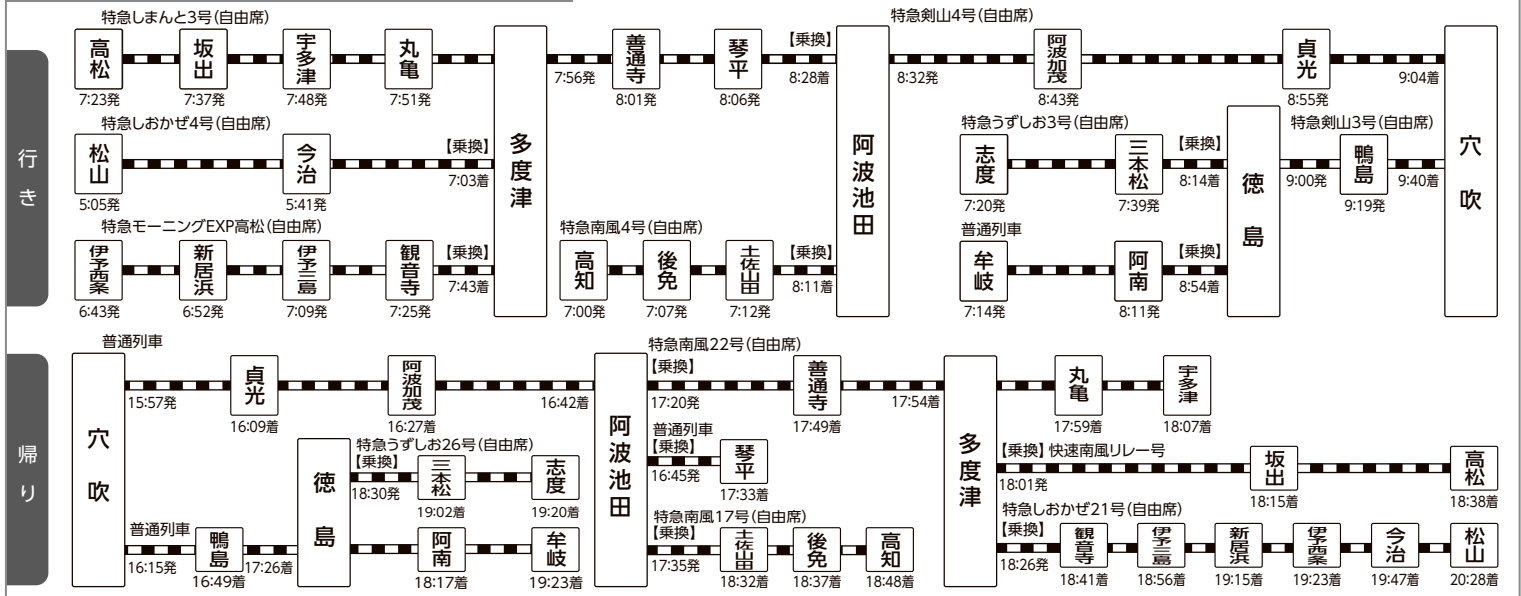 行き
特急しまんと3号(自由席)
高松
7:23発
坂出
7:37発
宇多津
7:48発
丸亀
7:51発
多度津
7:56発
善通寺
8:01発
琴平
8:06発
【乗換】
8:28着
阿波池田
特急剣山4号(自由席)
8:32発
阿波加茂
8:43発
貞光
8:55発
9:04着
穴吹
特急しおかぜ4号(自由席)
松山
5:05発
今治
5:41発
【乗換】
7:03着
特急うずしお3号(自由席)
志度
7:20発
三本松
7:39発
【乗換】
8:14着
徳島
特急剣山3号(自由席)
9:00発
鴨島
9:19発
9:40着
特急モーニングEXP高松(自由席)
伊予西条
6:43発
新居浜
6:52発
伊予三島
7:09発
観音寺
7:25発
【乗換】
7:43着
特急南風4号(自由席)
高知
7:00発
後免
7:07発
土佐山田
7:12発
【乗換】
8:11着
普通列車
牟岐
7:14発
阿南
8:11発
【乗換】
8:54着
帰り
普通列車
穴吹
15:57発
貞光
16:09着
阿波加茂
16:27着
16:42着
阿波池田
特急南風22号(自由席)
【乗換】
17:20発
善通寺
17:49着
17:54着
多度津
丸亀
17:59着
宇多津
18:07着
普通列車
【乗換】
16:45発
琴平
17:33着
【乗換】快速南風リレー号
18:01発
坂出
18:15着
高松
18:38着
普通列車
16:15発
鴨島
16:49着
17:26着
徳島
特急うずしお26号(自由席)
【乗換】
18:30発
三本松
19:02着
志度
19:20着
阿南
18:17着
牟岐
19:23着
特急南風17号(自由席)
【乗換】
17:35発
土佐山田
18:32着
後免
18:37着
高知
18:48着
特急しおかぜ21号(自由席)
【乗換】
18:26発
観音寺
18:41着
伊予三島
18:56着
新居浜
19:15着
伊予西条
19:23着
今治
19:47着
松山
20:28着